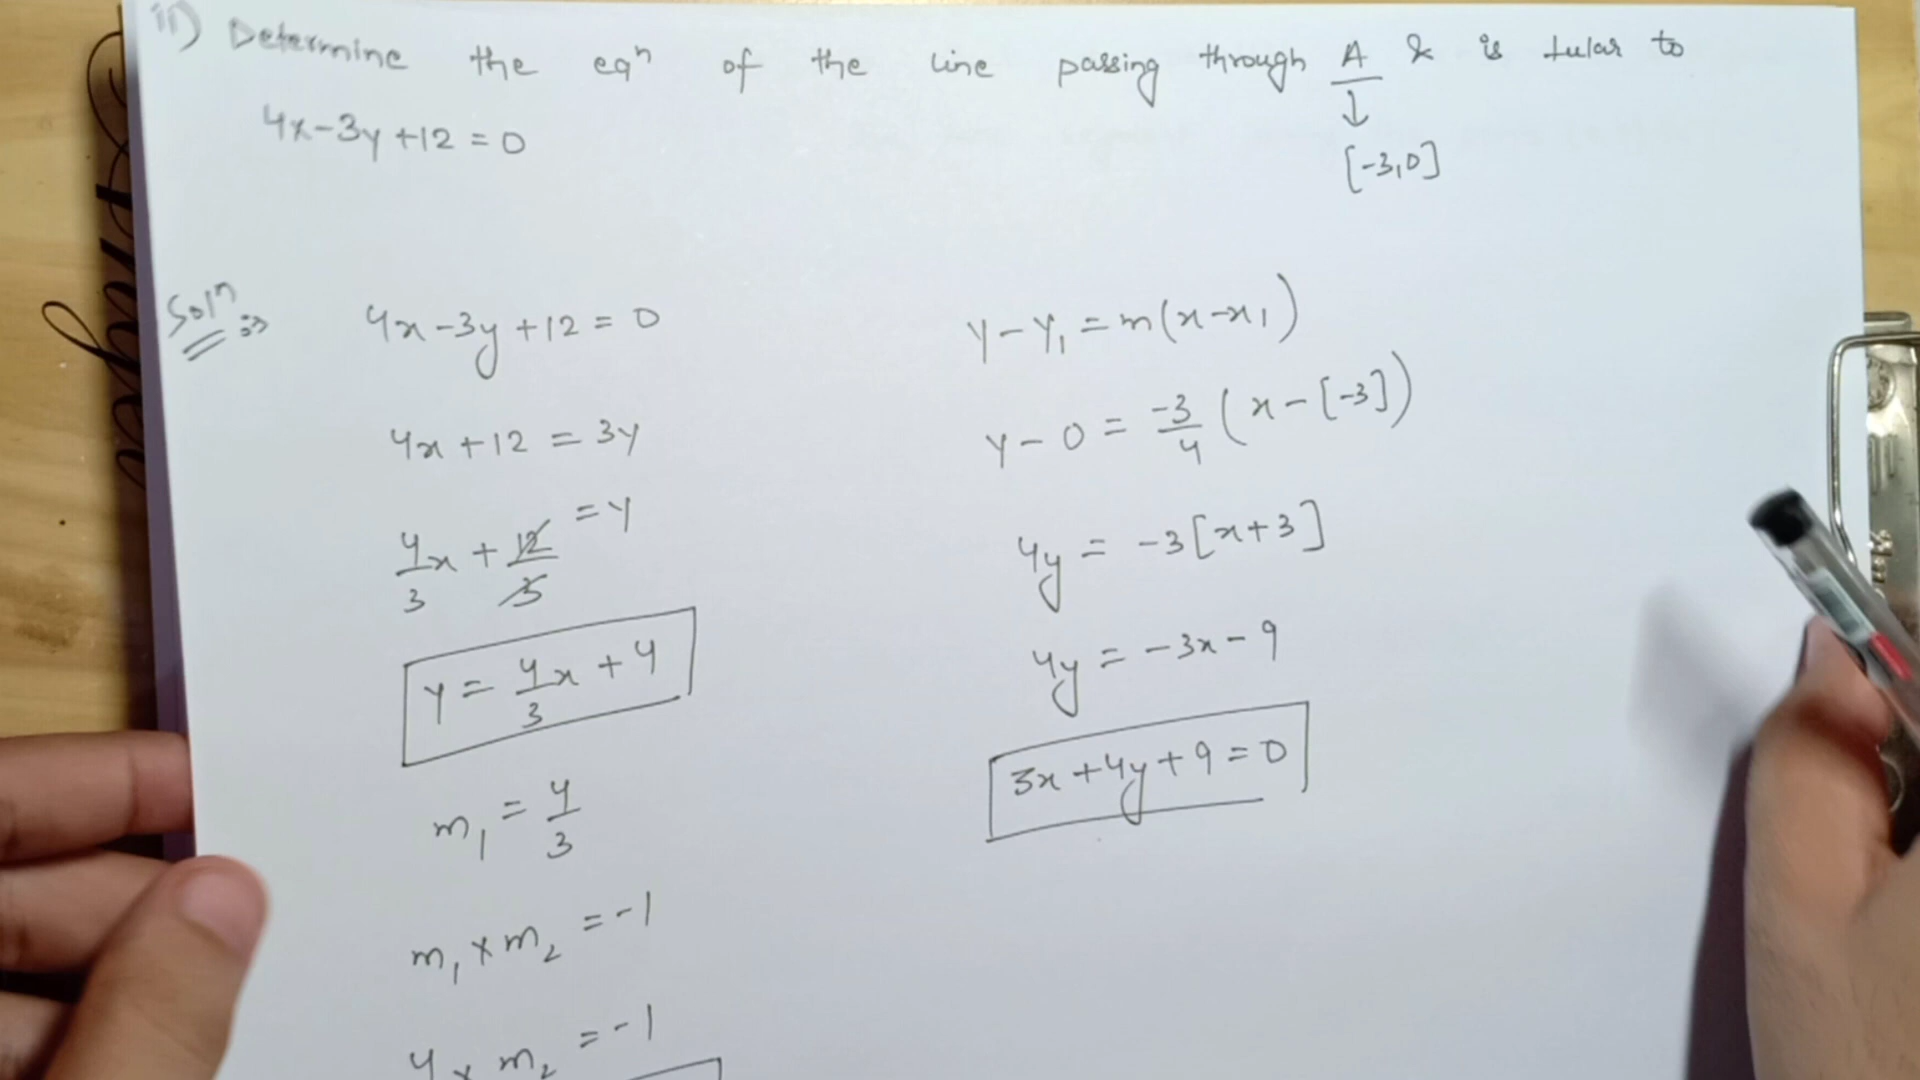 ii) Determine the eqⁿ of the line passing through A & is ⊥ular to
4x-3y+12=0
↓
[-3,0]
Solⁿ ⇒
4x-3y+12=0
4x+12=3y
4/3x+12/3=y
y=4/3x+4
m₁=4/3
m₁×m₂=-1
4×m₂=-1
y-y₁=m(x-x₁)
y-0=-3/4(x-[-3])
4y=-3[x+3]
4y=-3x-9
3x+4y+9=0